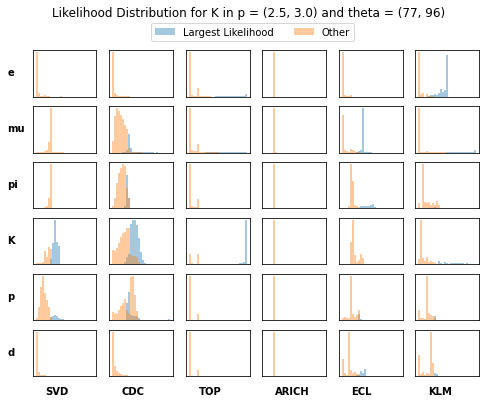 Likelihood Distribution for K in p = (2.5, 3.0) and theta = (77, 96)
Largest Likelihood Other
e
mu
pi
K
p
d
SVD CDC TOP ARICH ECL KLM